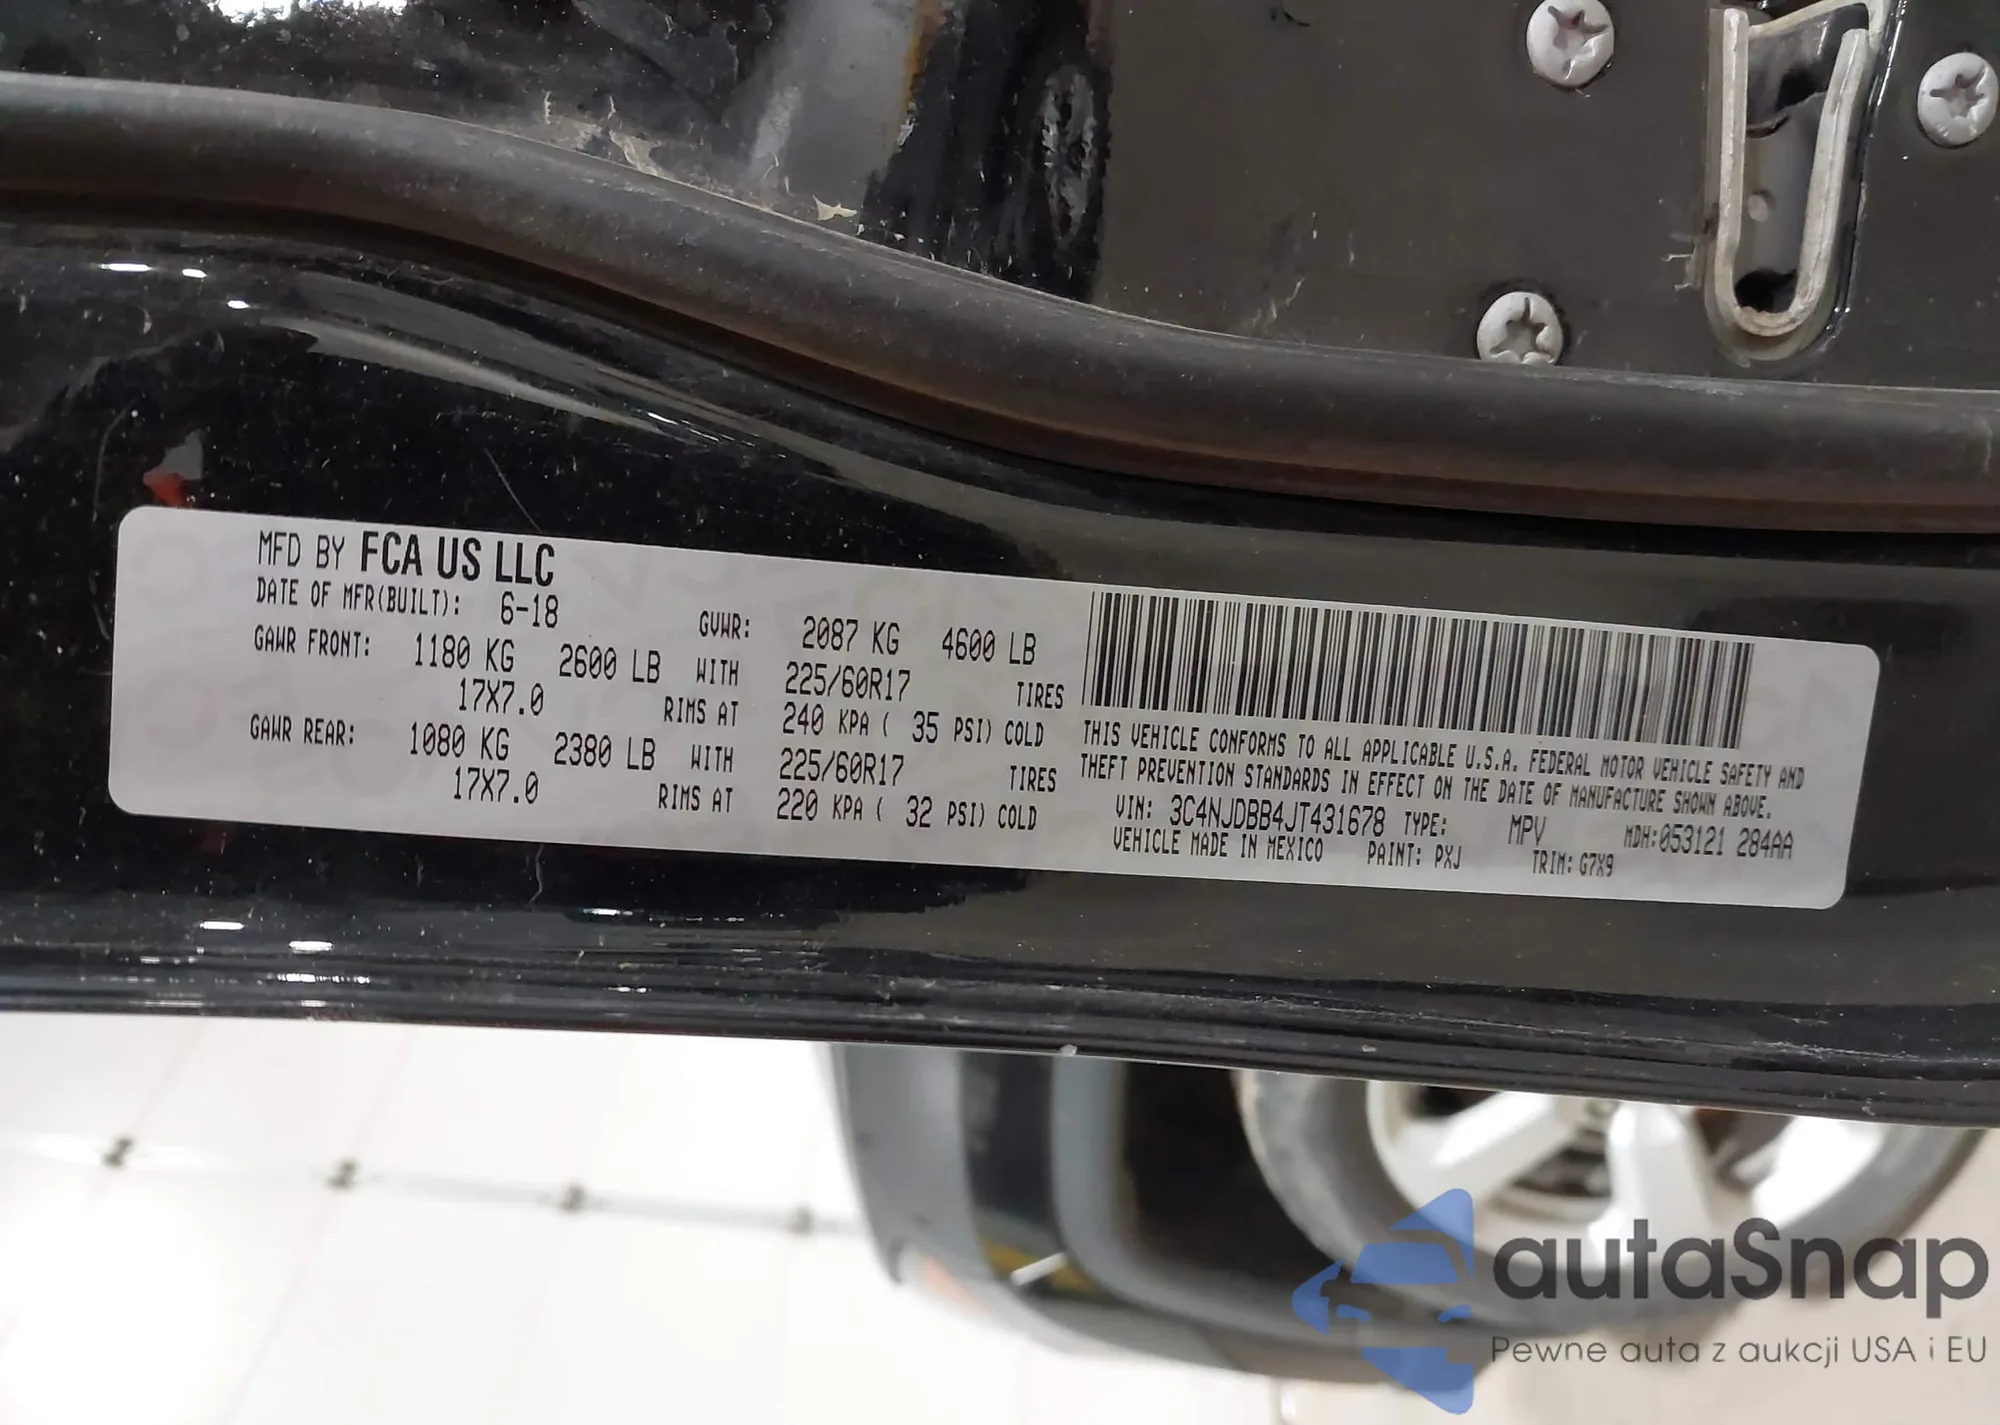 MFD BY FCA US LLC
DATE OF MFR(BUILT): 6-18 GVWR: 2087 KG 4600 LB
GAWR FRONT: 1180 KG 2600 LB WITH 225/60R17 TIRES
17X7.0 RIMS AT 240 KPA ( 35 PSI) COLD
GAWR REAR: 1080 KG 2380 LB WITH 225/60R17 TIRES
17X7.0 RIMS AT 220 KPA ( 32 PSI) COLD
THIS VEHICLE CONFORMS TO ALL APPLICABLE U.S.A. FEDERAL MOTOR VEHICLE SAFETY AND
THEFT PREVENTION STANDARDS IN EFFECT ON THE DATE OF MANUFACTURE SHOWN ABOVE.
VIN: 3C4NJDBB4JT431678 TYPE: MPV MDH:053121 284AA
VEHICLE MADE IN MEXICO PAINT: PXJ TRIM: G7X9
autaSnap
Pewne auta z aukcji USA i EU